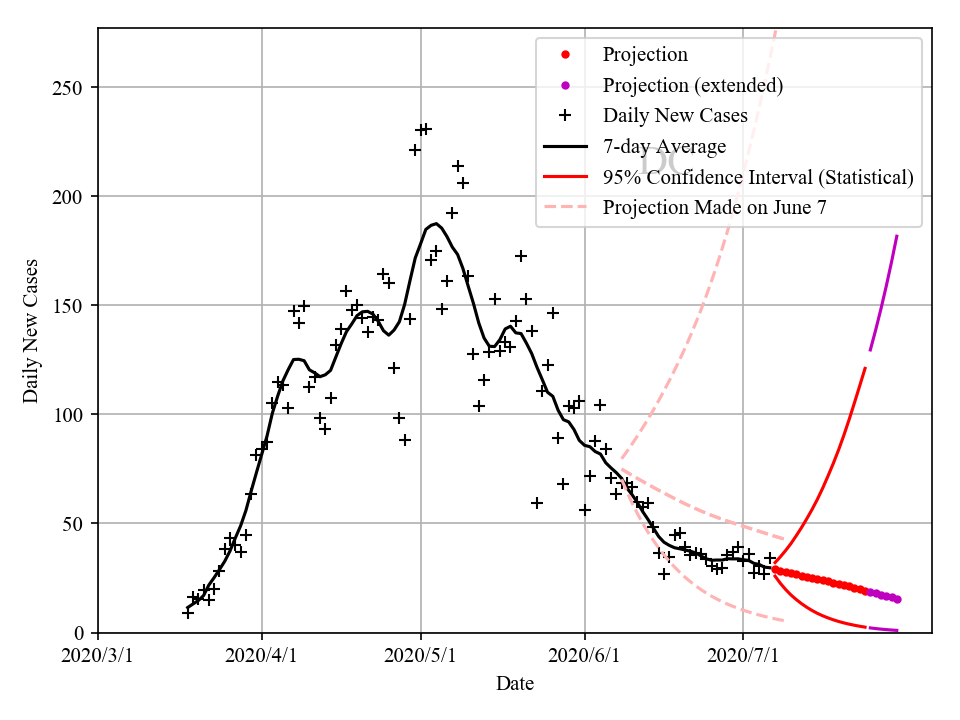 Projection
Projection (extended)
Daily New Cases
7-day Average
DC
95% Confidence Interval (Statistical)
Projection Made on June 7
250
200
150
100
50
0
Daily New Cases
2020/3/1 2020/4/1 2020/5/1 2020/6/1 2020/7/1
Date